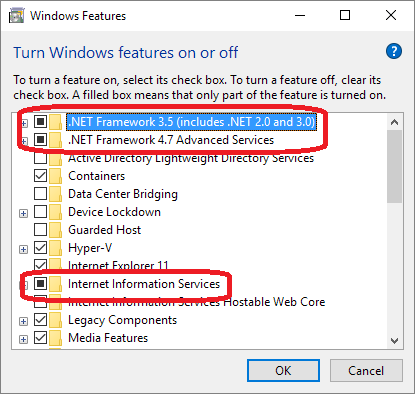 Windows Features
Turn Windows features on or off
To turn a feature on, select its check box. To turn a feature off, clear its
check box. A filled box means that only part of the feature is turned on.
.NET Framework 3.5 (includes .NET 2.0 and 3.0)
.NET Framework 4.7 Advanced Services
Active Directory Lightweight Directory Services
Containers
Data Center Bridging
Device Lockdown
Guarded Host
Hyper-V
Internet Explorer 11
Internet Information Services
Internet Information Services Hostable Web Core
Legacy Components
Media Features
OK
Cancel